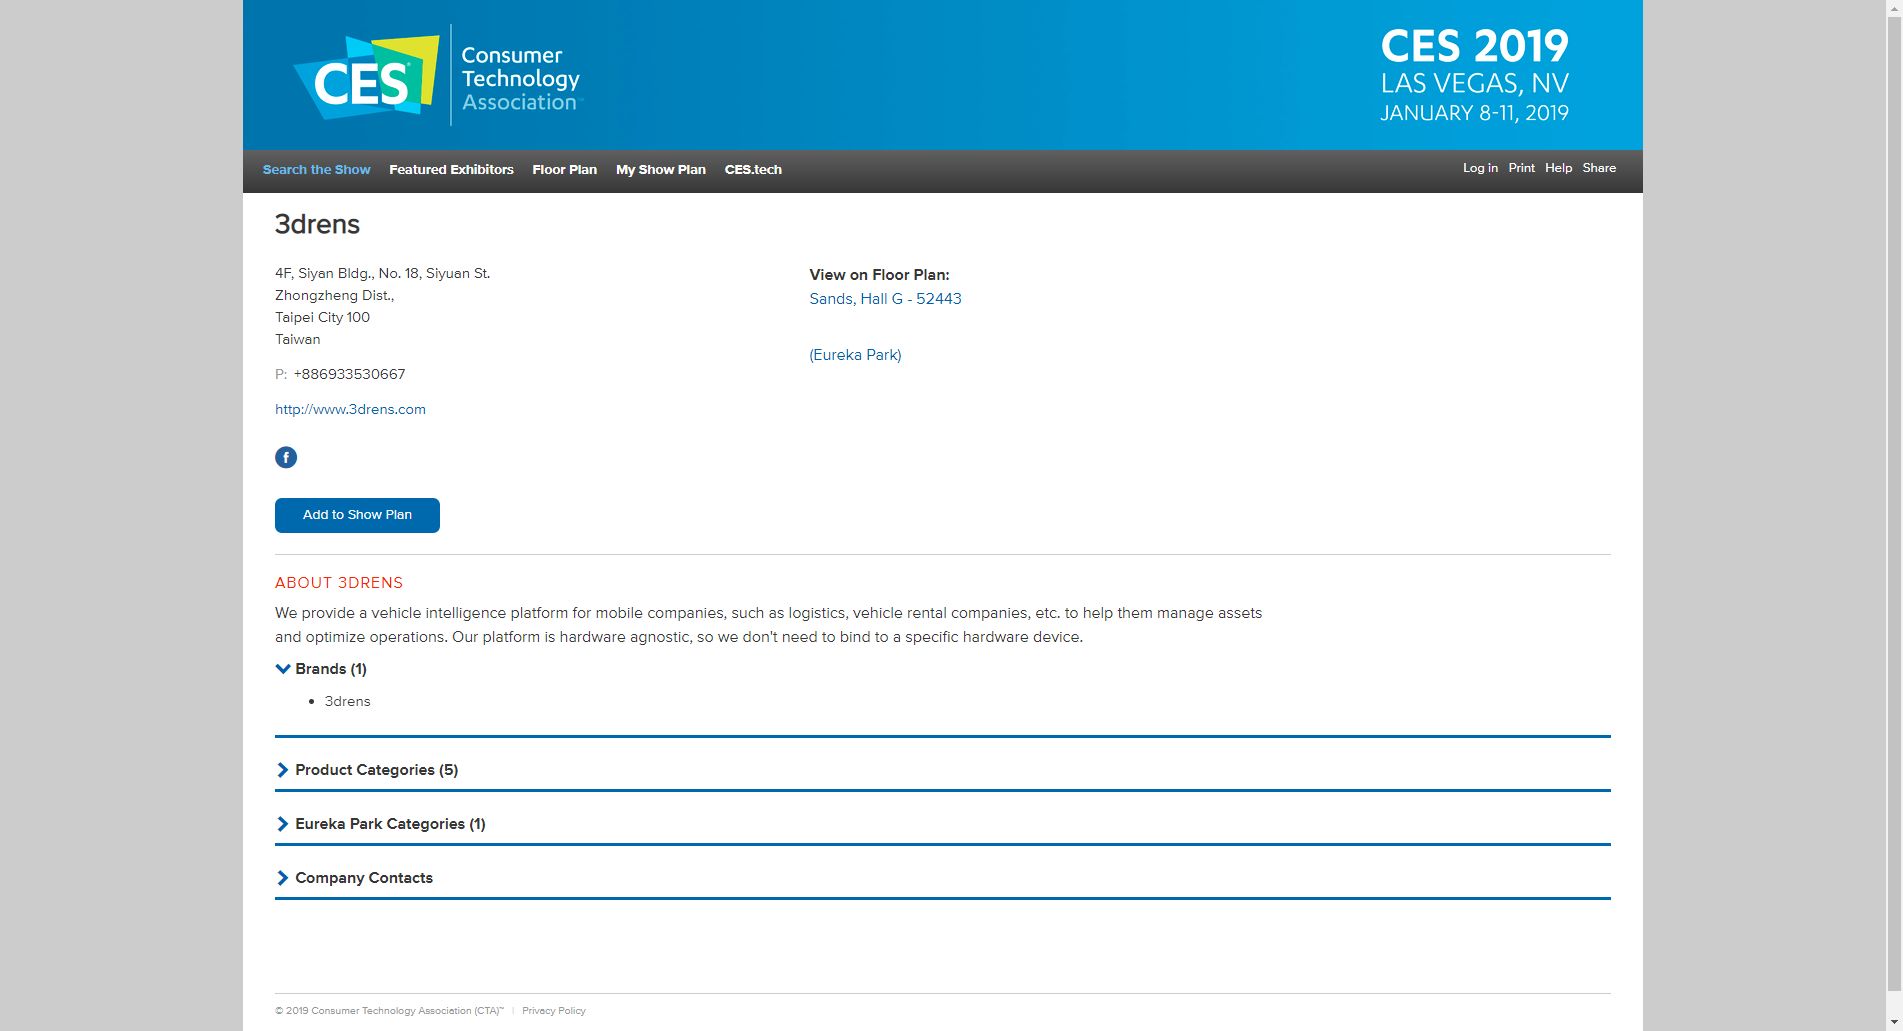 CES®
Consumer
Technology
Association™
CES 2019
LAS VEGAS, NV
JANUARY 8-11, 2019
Search the Show Featured Exhibitors Floor Plan My Show Plan CES.tech
Log in Print Help Share
3drens
4F, Siyan Bldg., No. 18, Siyuan St.
Zhongzheng Dist.,
Taipei City 100
Taiwan
P: +886933530667
http://www.3drens.com
f
View on Floor Plan:
Sands, Hall G - 52443
(Eureka Park)
Add to Show Plan
ABOUT 3DRENS
We provide a vehicle intelligence platform for mobile companies, such as logistics, vehicle rental companies, etc. to help them manage assets
and optimize operations. Our platform is hardware agnostic, so we don't need to bind to a specific hardware device.
Brands (1)
• 3drens
Product Categories (5)
Eureka Park Categories (1)
Company Contacts
© 2019 Consumer Technology Association (CTA)™ | Privacy Policy